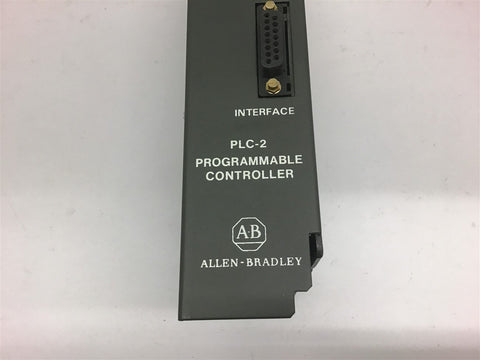 INTERFACE
PLC-2
PROGRAMMABLE
CONTROLLER
AB
ALLEN-BRADLEY